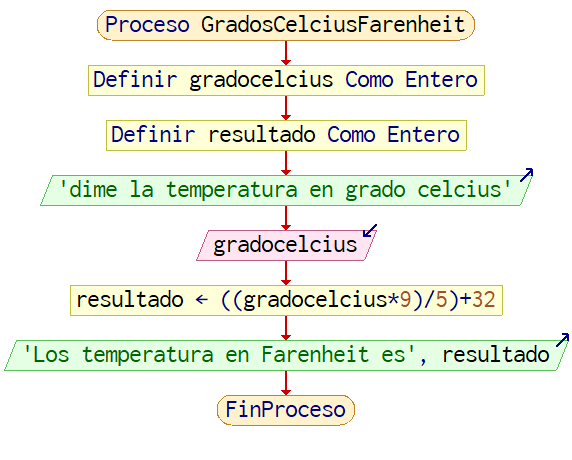 Proceso GradosCelciusFarenheit
Definir gradocelcius Como Entero
Definir resultado Como Entero
'dime la temperatura en grado celcius'
gradocelcius
resultado ← ((gradocelcius*9)/5)+32
'Los temperatura en Farenheit es', resultado
FinProceso